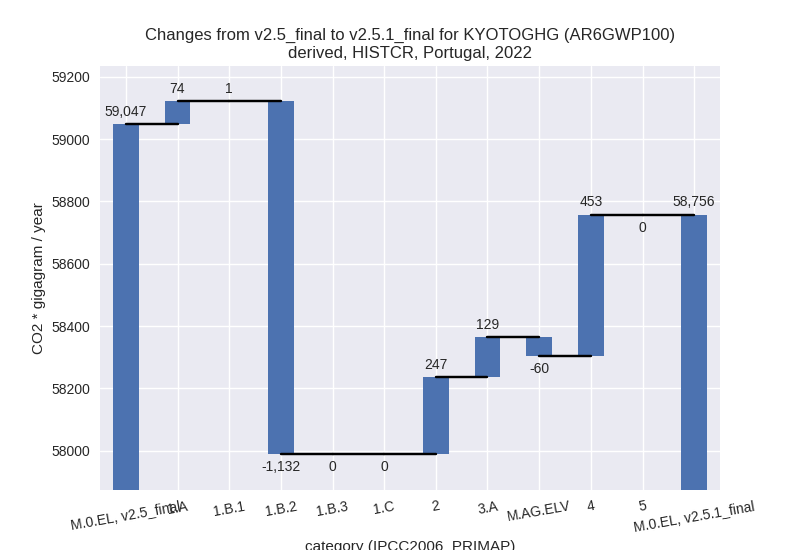 Changes from v2.5_final to v2.5.1_final for KYOTOGHG (AR6GWP100)
derived, HISTCR, Portugal, 2022
CO2 * gigagram / year
59200
59000
58800
58600
58400
58200
58000
59,047
74
1
-1,132
0
0
247
129
-60
453
0
58,756
M.0.EL, v2.5_final
1.A
1.B.1
1.B.2
1.B.3
1.C
2
3.A
M.AG.ELV
4
5
M.0.EL, v2.5.1_final
category (IPCC2006_PRIMAP)